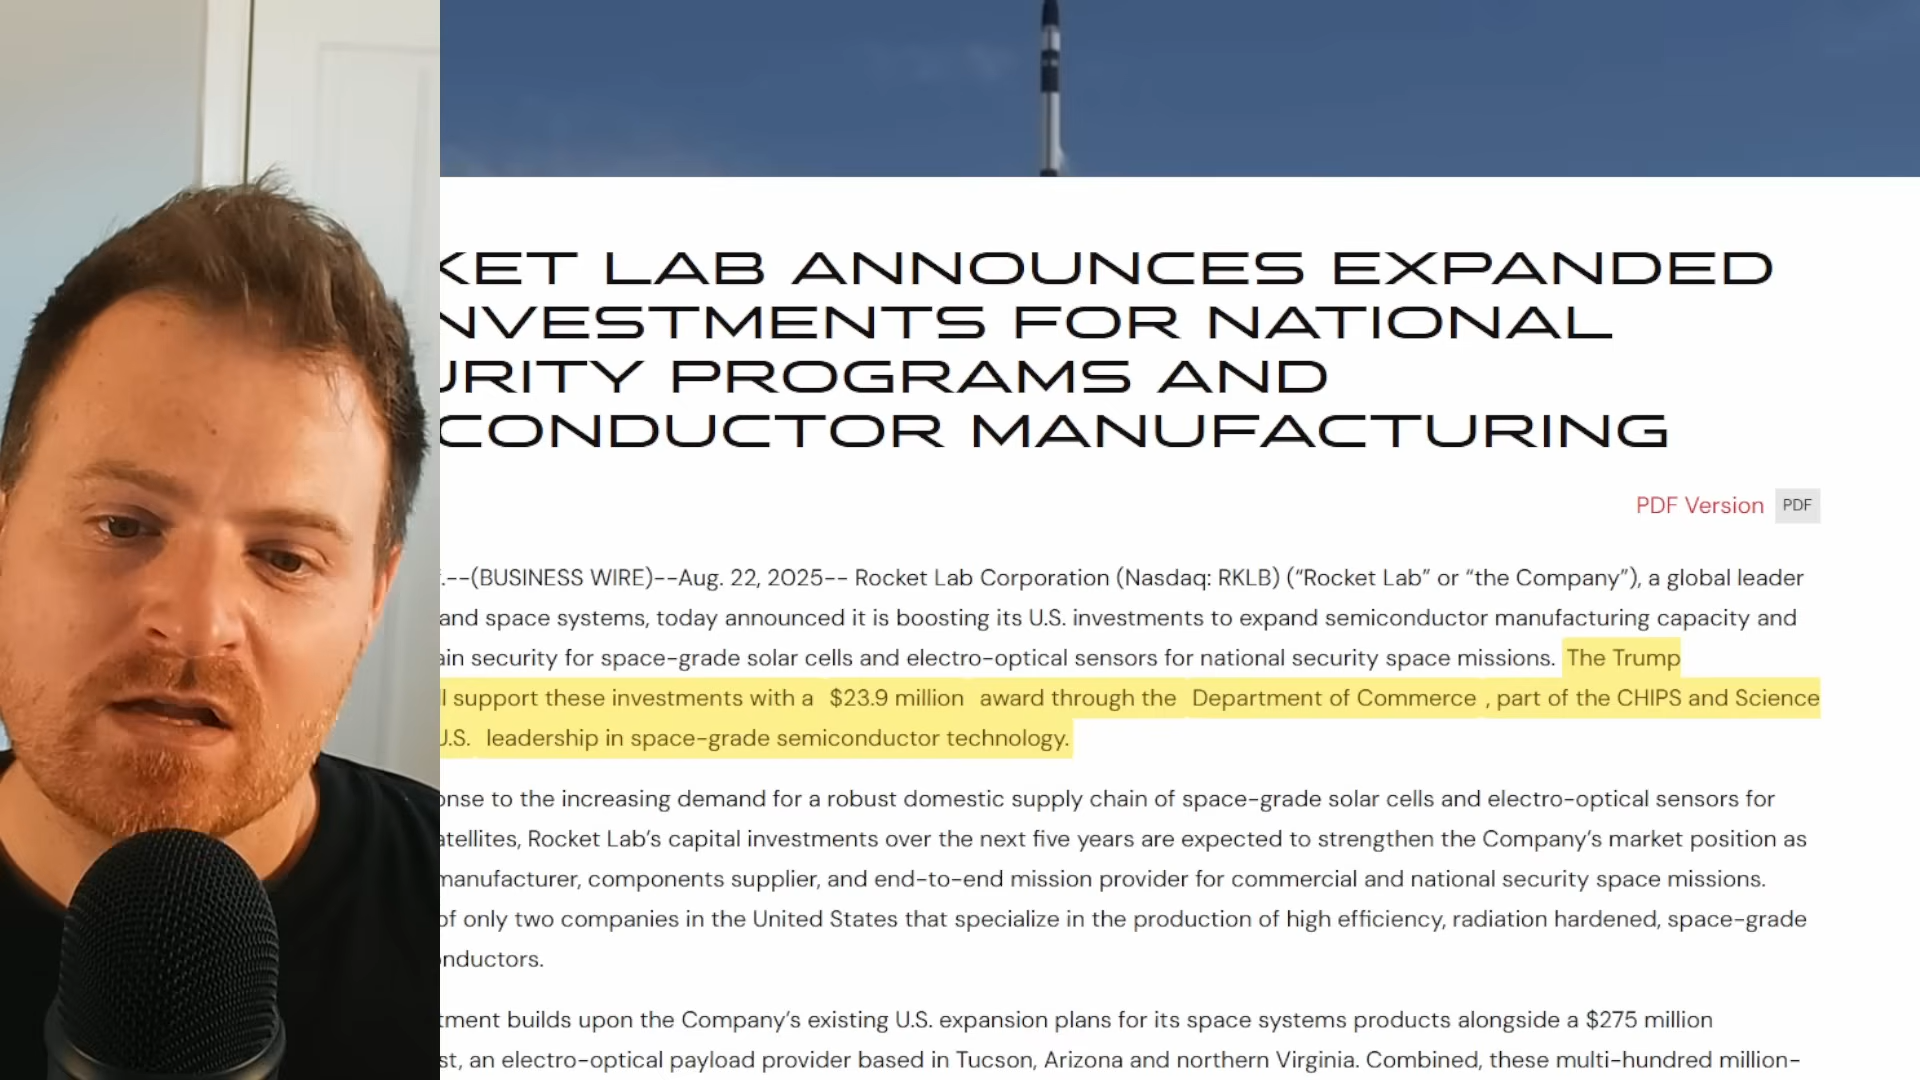 KET LAB ANNOUNCES EXPANDED
NVESTMENTS FOR NATIONAL
URITY PROGRAMS AND
CONDUCTOR MANUFACTURING
PDF Version PDF
.--(BUSINESS WIRE)--Aug. 22, 2025-- Rocket Lab Corporation (Nasdaq: RKLB) (“Rocket Lab” or “the Company”), a global leader
and space systems, today announced it is boosting its U.S. investments to expand semiconductor manufacturing capacity and
ain security for space-grade solar cells and electro-optical sensors for national security space missions. The Trump
l support these investments with a $23.9 million award through the Department of Commerce , part of the CHIPS and Science
U.S. leadership in space-grade semiconductor technology.
onse to the increasing demand for a robust domestic supply chain of space-grade solar cells and electro-optical sensors for
atellites, Rocket Lab’s capital investments over the next five years are expected to strengthen the Company’s market position as
manufacturer, components supplier, and end-to-end mission provider for commercial and national security space missions.
of only two companies in the United States that specialize in the production of high efficiency, radiation hardened, space-grade
onductors.
tment builds upon the Company’s existing U.S. expansion plans for its space systems products alongside a $275 million
st, an electro-optical payload provider based in Tucson, Arizona and northern Virginia. Combined, these multi-hundred million-